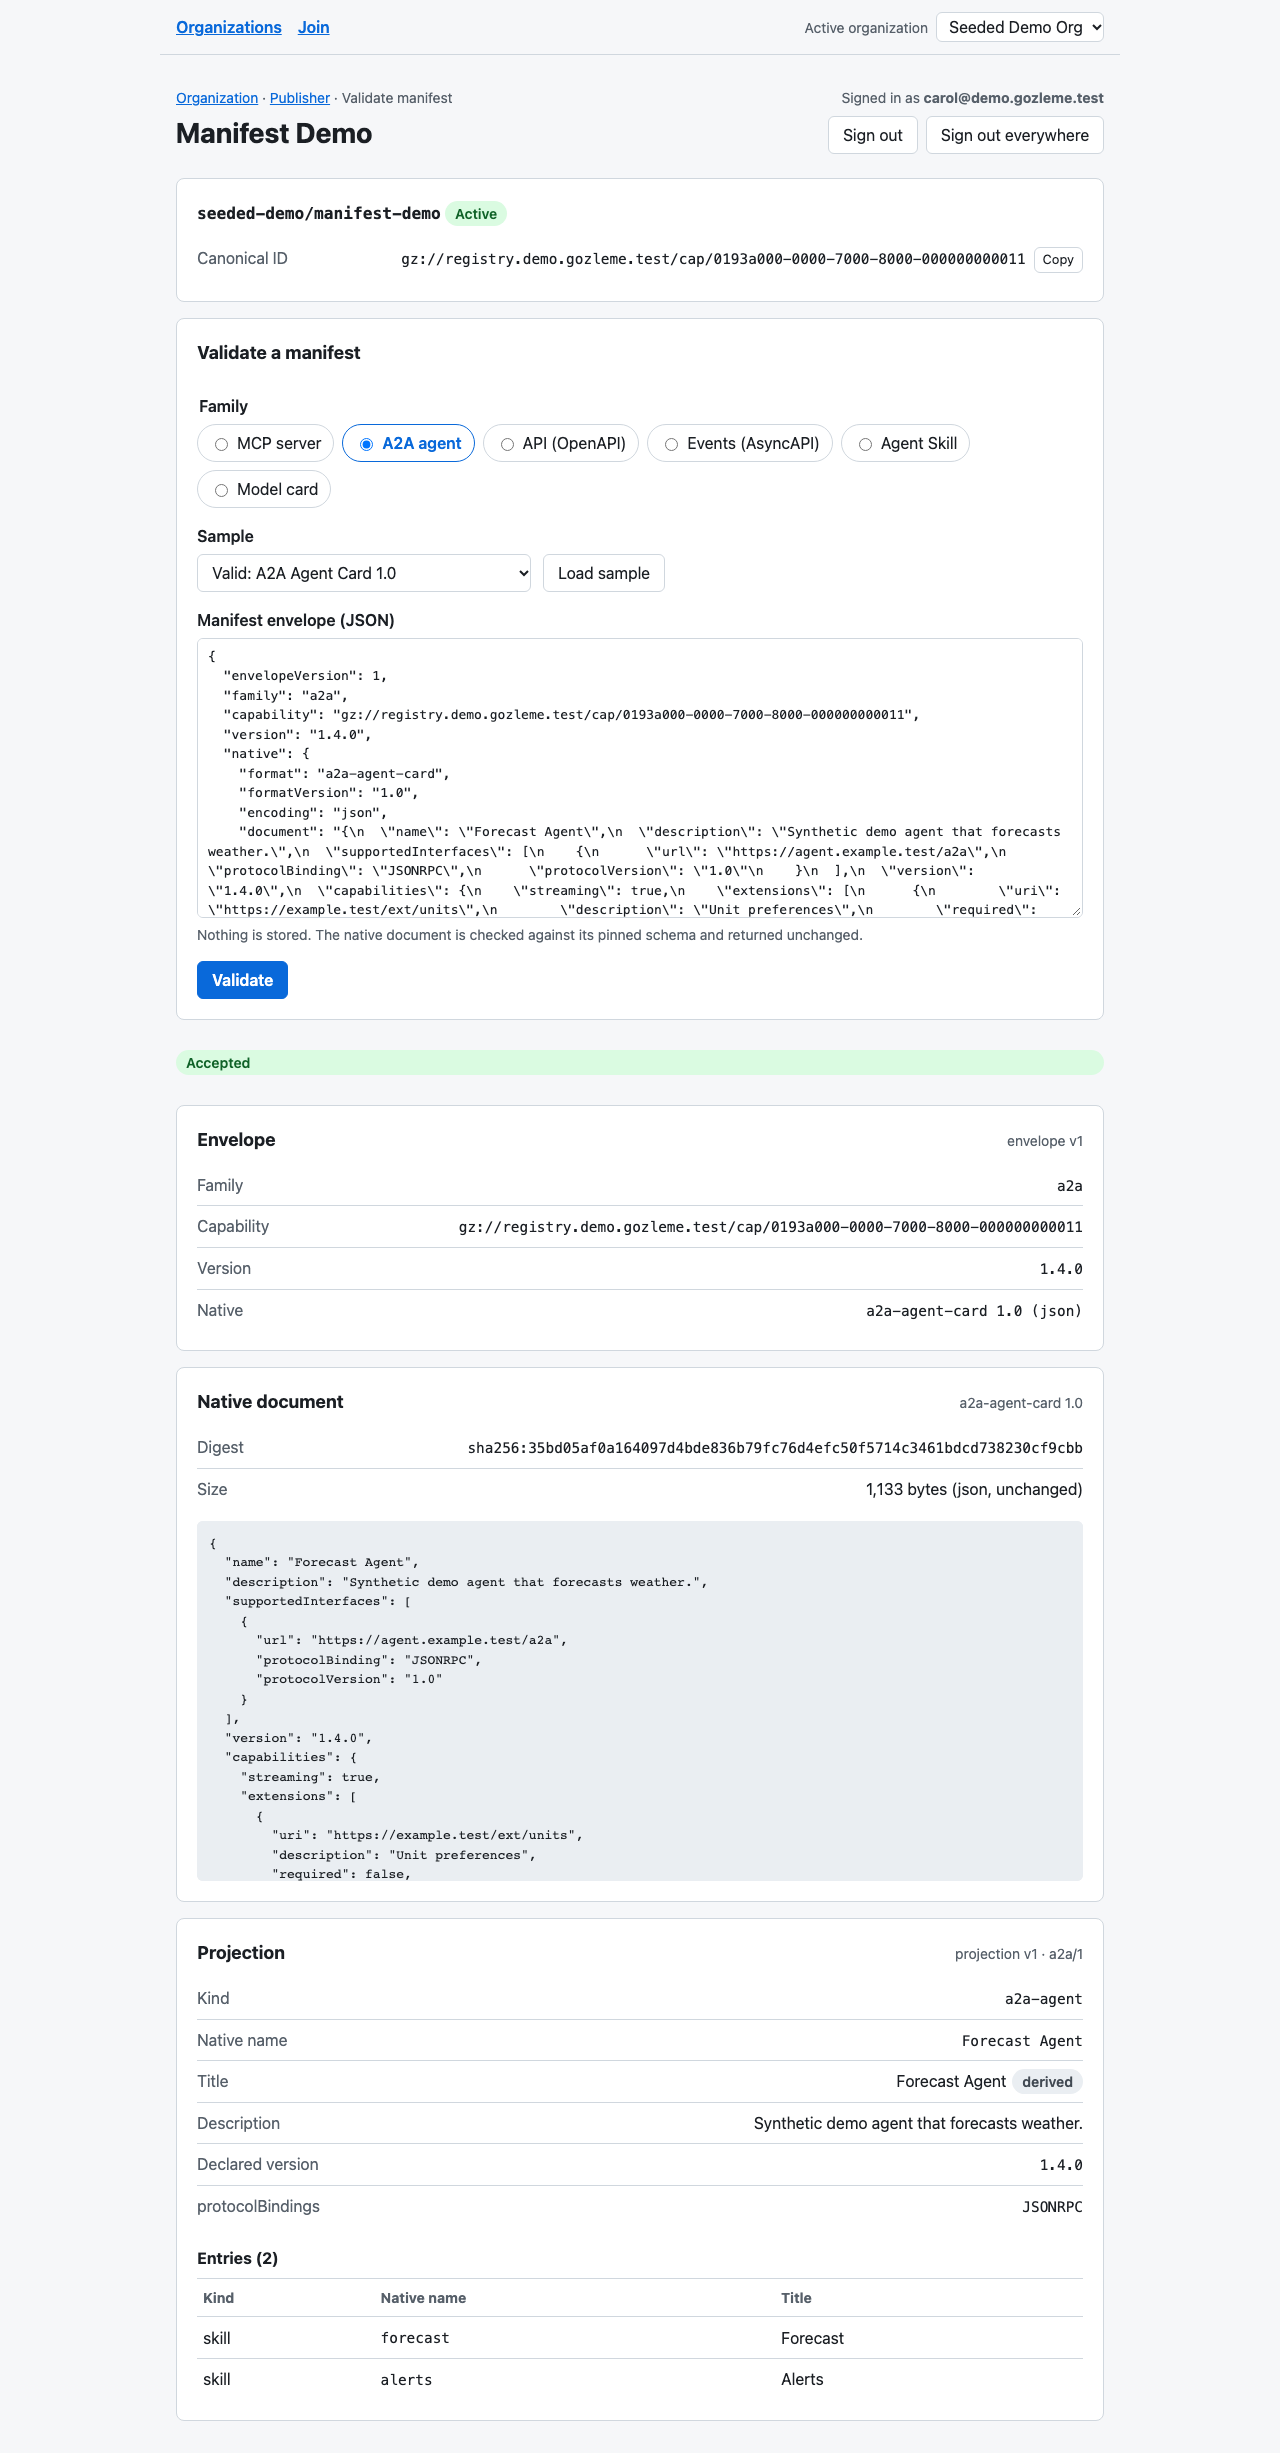 Organizations Join Active organization Seeded Demo Org
Organization · Publisher · Validate manifest Signed in as carol@demo.gozleme.test
Manifest Demo Sign out Sign out everywhere
seeded-demo/manifest-demo Active
Canonical ID gz://registry.demo.gozleme.test/cap/0193a000-0000-7000-8000-000000000011 Copy
Validate a manifest
Family
MCP server A2A agent API (OpenAPI) Events (AsyncAPI) Agent Skill
Model card
Sample
Valid: A2A Agent Card 1.0 Load sample
Manifest envelope (JSON)
{
  "envelopeVersion": 1,
  "family": "a2a",
  "capability": "gz://registry.demo.gozleme.test/cap/0193a000-0000-7000-8000-000000000011",
  "version": "1.4.0",
  "native": {
    "format": "a2a-agent-card",
    "formatVersion": "1.0",
    "encoding": "json",
    "document": "{\n  \"name\": \"Forecast Agent\",\n  \"description\": \"Synthetic demo agent that forecasts
weather.\",\n  \"supportedInterfaces\": [\n    {\n      \"url\": \"https://agent.example.test/a2a\",\n
\"protocolBinding\": \"JSONRPC\",\n      \"protocolVersion\": \"1.0\"\n    }\n  ],\n  \"version\":
\"1.4.0\",\n  \"capabilities\": {\n    \"streaming\": true,\n    \"extensions\": [\n      {\n        \"uri\":
\"https://example.test/ext/units\",\n        \"description\": \"Unit preferences\",\n        \"required\":
Nothing is stored. The native document is checked against its pinned schema and returned unchanged.
Validate
Accepted
Envelope envelope v1
Family a2a
Capability gz://registry.demo.gozleme.test/cap/0193a000-0000-7000-8000-000000000011
Version 1.4.0
Native a2a-agent-card 1.0 (json)
Native document a2a-agent-card 1.0
Digest sha256:35bd05af0a164097d4bde836b79fc76d4efc50f5714c3461bdcd738230cf9cbb
Size 1,133 bytes (json, unchanged)
{
  "name": "Forecast Agent",
  "description": "Synthetic demo agent that forecasts weather.",
  "supportedInterfaces": [
    {
      "url": "https://agent.example.test/a2a",
      "protocolBinding": "JSONRPC",
      "protocolVersion": "1.0"
    }
  ],
  "version": "1.4.0",
  "capabilities": {
    "streaming": true,
    "extensions": [
      {
        "uri": "https://example.test/ext/units",
        "description": "Unit preferences",
        "required": false,
Projection projection v1 · a2a/1
Kind a2a-agent
Native name Forecast Agent
Title Forecast Agent derived
Description Synthetic demo agent that forecasts weather.
Declared version 1.4.0
protocolBindings JSONRPC
Entries (2)
Kind Native name Title
skill forecast Forecast
skill alerts Alerts